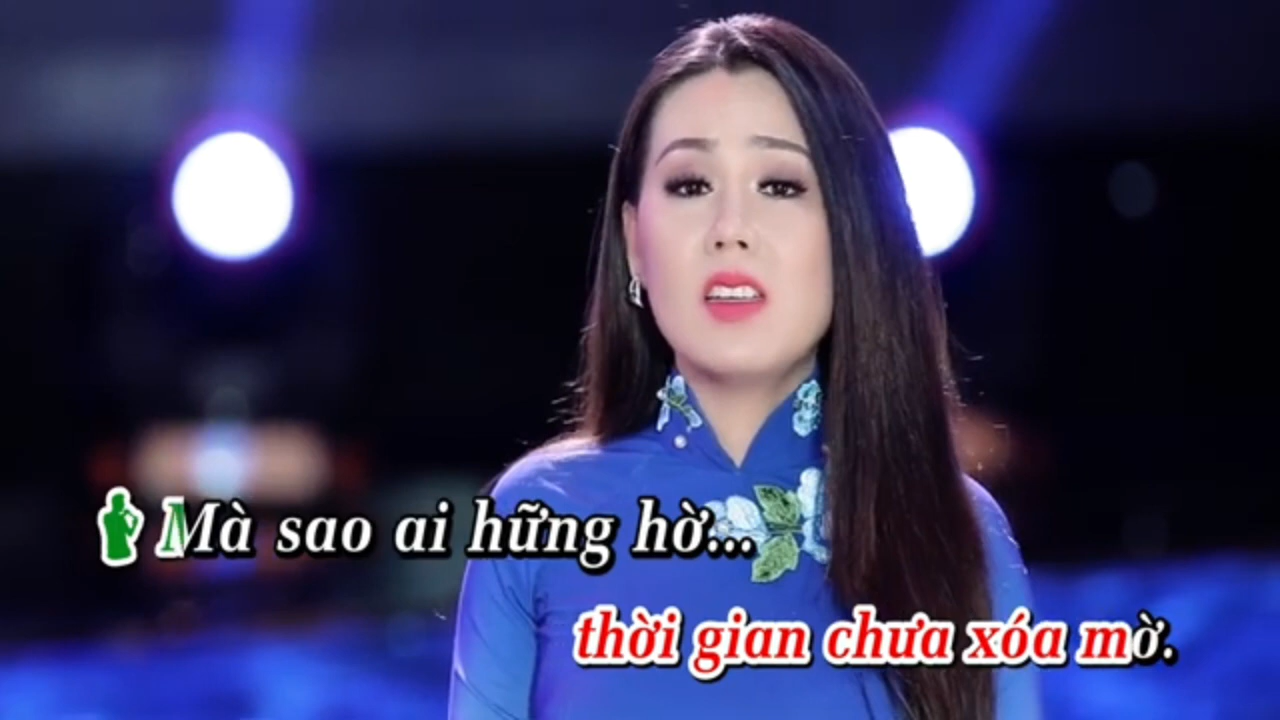 Mà sao ai hững hờ...
thời gian chưa xóa mờ.